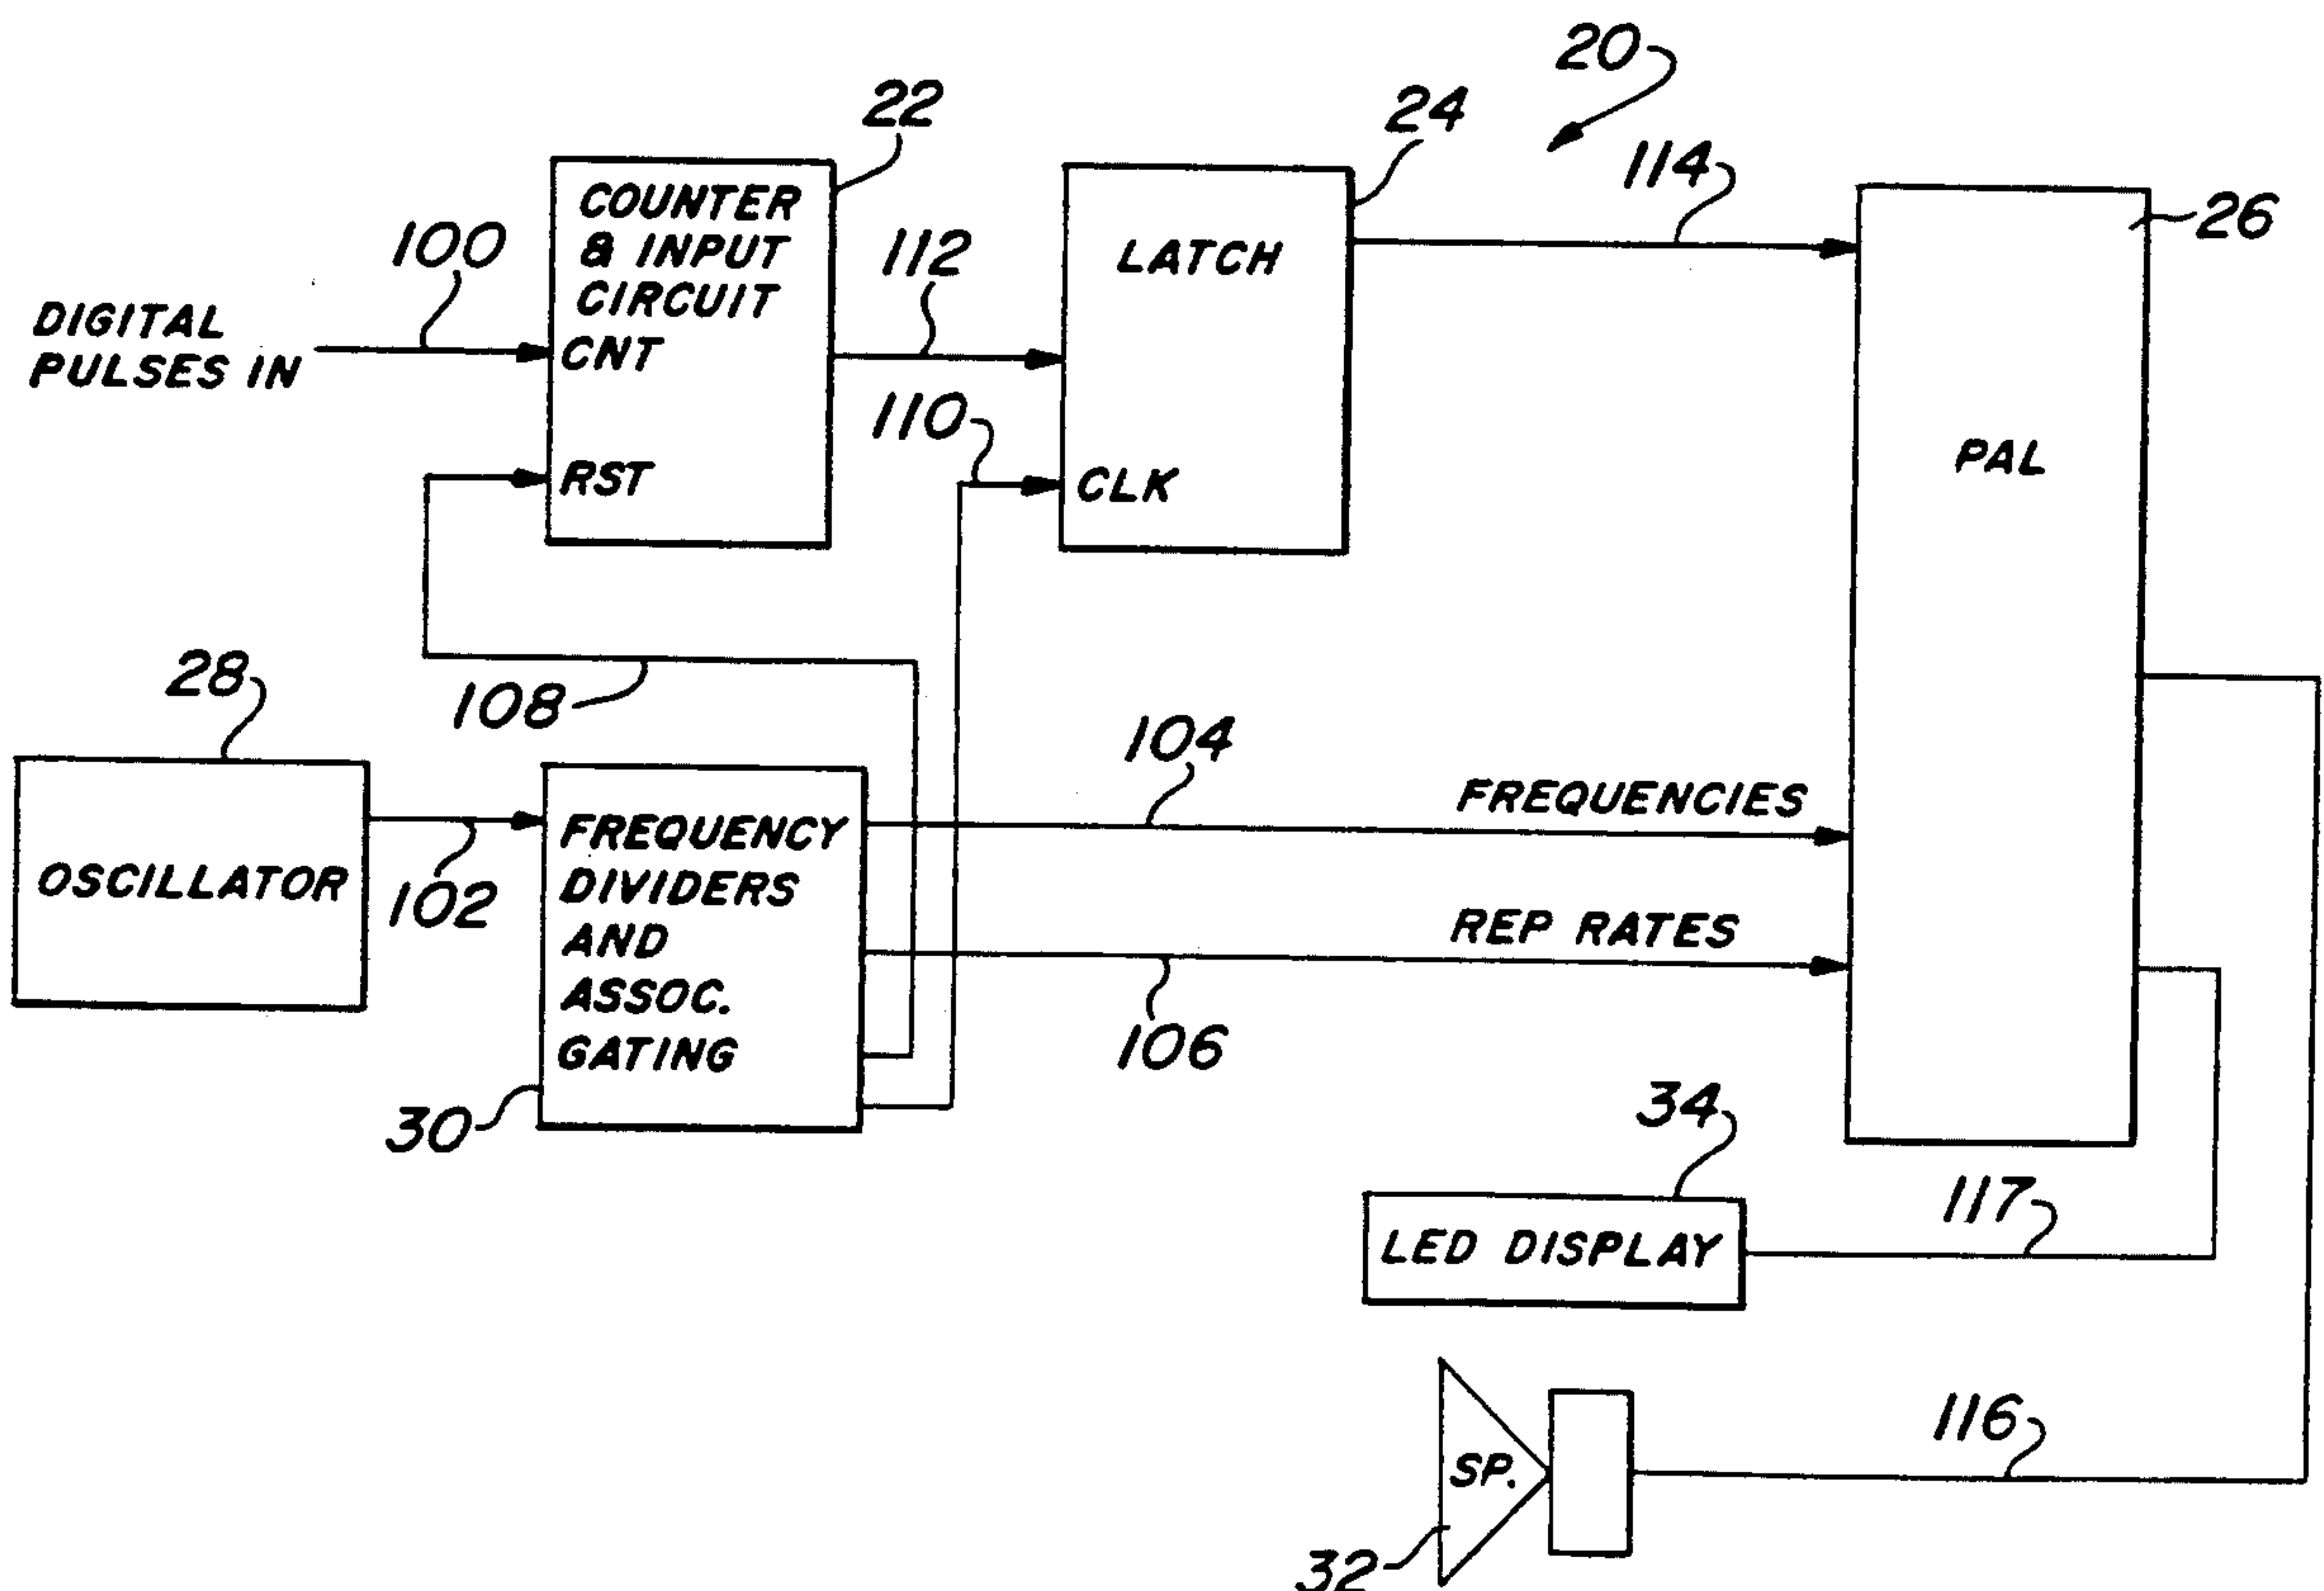 20
22
24
114
26
100
112
COUNTER
& INPUT
CIRCUIT
CNT
RST
LATCH
CLK
PAL
DIGITAL
PULSES IN
110
28
108
104
FREQUENCIES
OSCILLATOR
102
FREQUENCY
DIVIDERS
AND
ASSOC.
GATING
REP RATES
106
30
34
117
LED DISPLAY
116
SP.
32